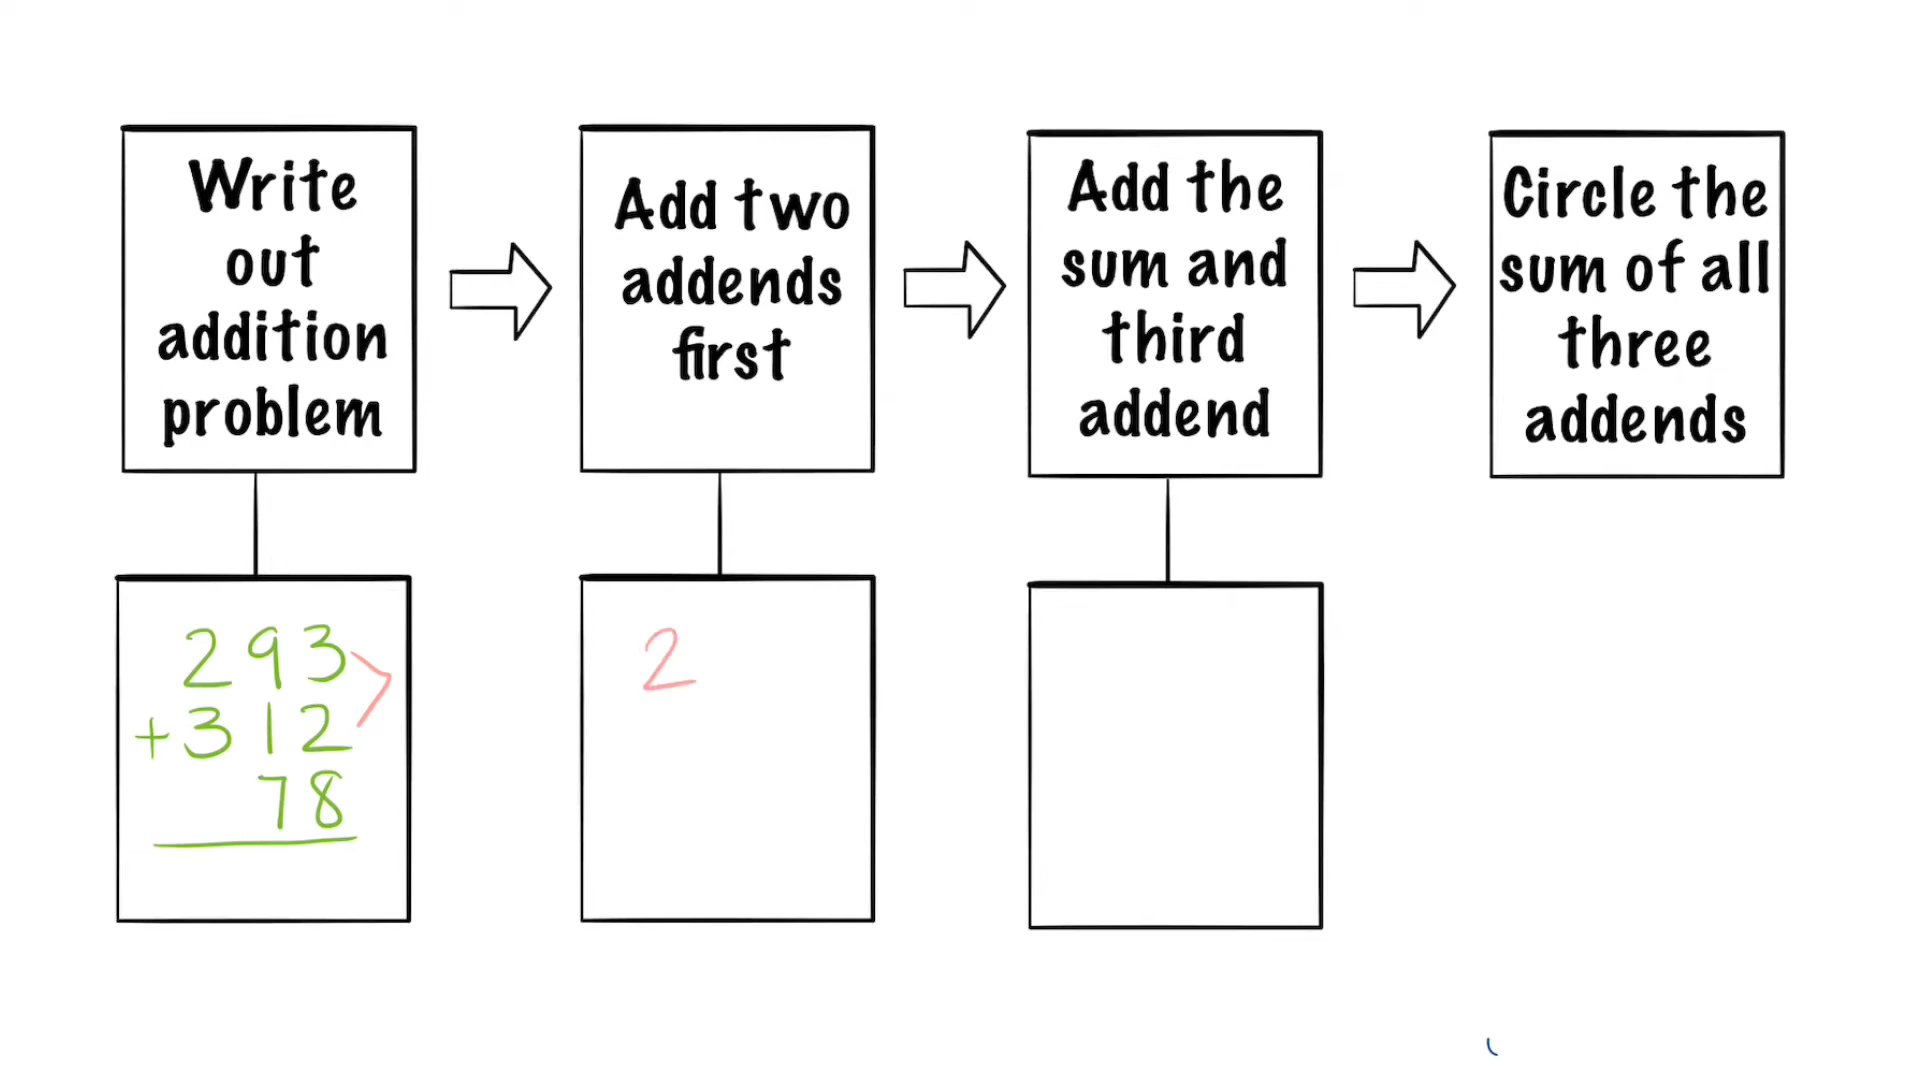 Write
out
addition
problem
Add two
addends
first
Add the
sum and
third
addend
Circle the
sum of all
three
addends
293
+312
78
2